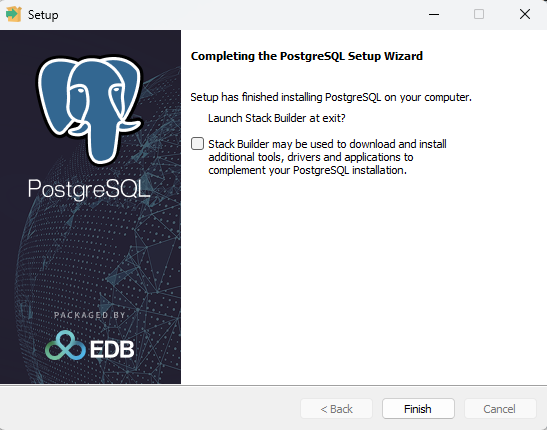 Setup
Completing the PostgreSQL Setup Wizard
Setup has finished installing PostgreSQL on your computer.
Launch Stack Builder at exit?
Stack Builder may be used to download and install
additional tools, drivers and applications to
complement your PostgreSQL installation.
PostgreSQL
PACKAGED BY
EDB
< Back
Finish
Cancel